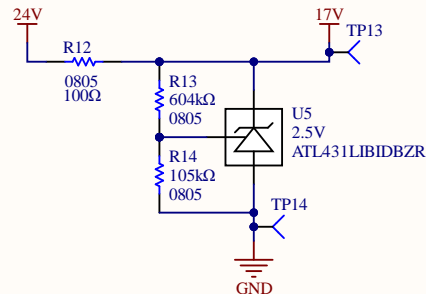 24V
17V
R12
TP13
0805
100Ω
R13
604kΩ
0805
U5
2.5V
ATL431LIBIDBZR
R14
105kΩ
0805
TP14
GND